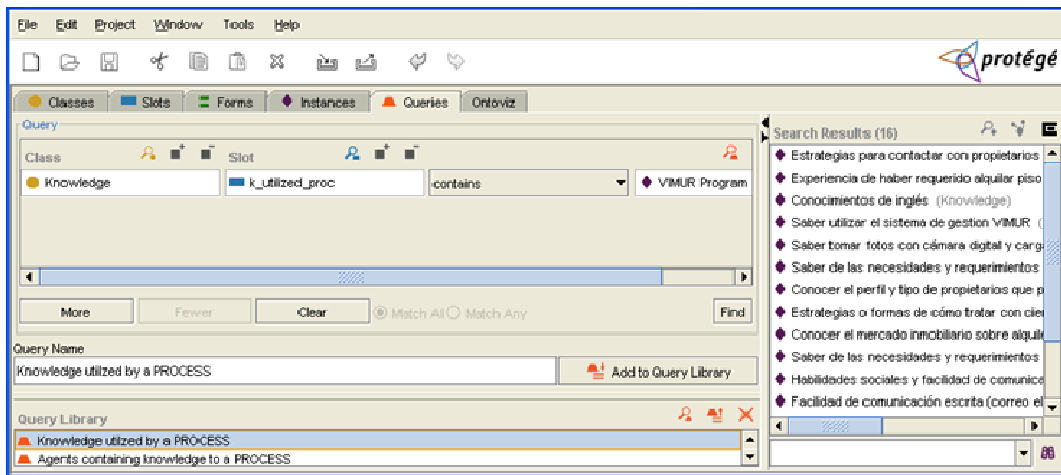 File Edit Project Window Tools Help
protégé
Classes Slots Forms Instances Queries Ontoviz
Query
Class Slot
Knowledge k_utilized_proc contains VIMUR Program
More Fewer Clear Match All Match Any Find
Query Name
Knowledge utilzed by a PROCESS
Add to Query Library
Query Library
Knowledge utilzed by a PROCESS
Agents containing knowledge to a PROCESS
Search Results (16)
Estrategias para contactar con propietarios
Experiencia de haber requerido alquilar piso
Conocimientos de inglés (Knowledge)
Saber utilizar el sistema de gestion VIMUR (
Saber tomar fotos con cámara digital y carg
Saber de las necesidades y requerimientos
Conocer el perfil y tipo de propietarios que p
Estrategias o formas de cómo tratar con clie
Conocer el mercado inmobiliario sobre alquile
Saber de las necesidades y requerimientos
Habilidades sociales y facilidad de comunica
Facilidad de comunicación escrita (correo el